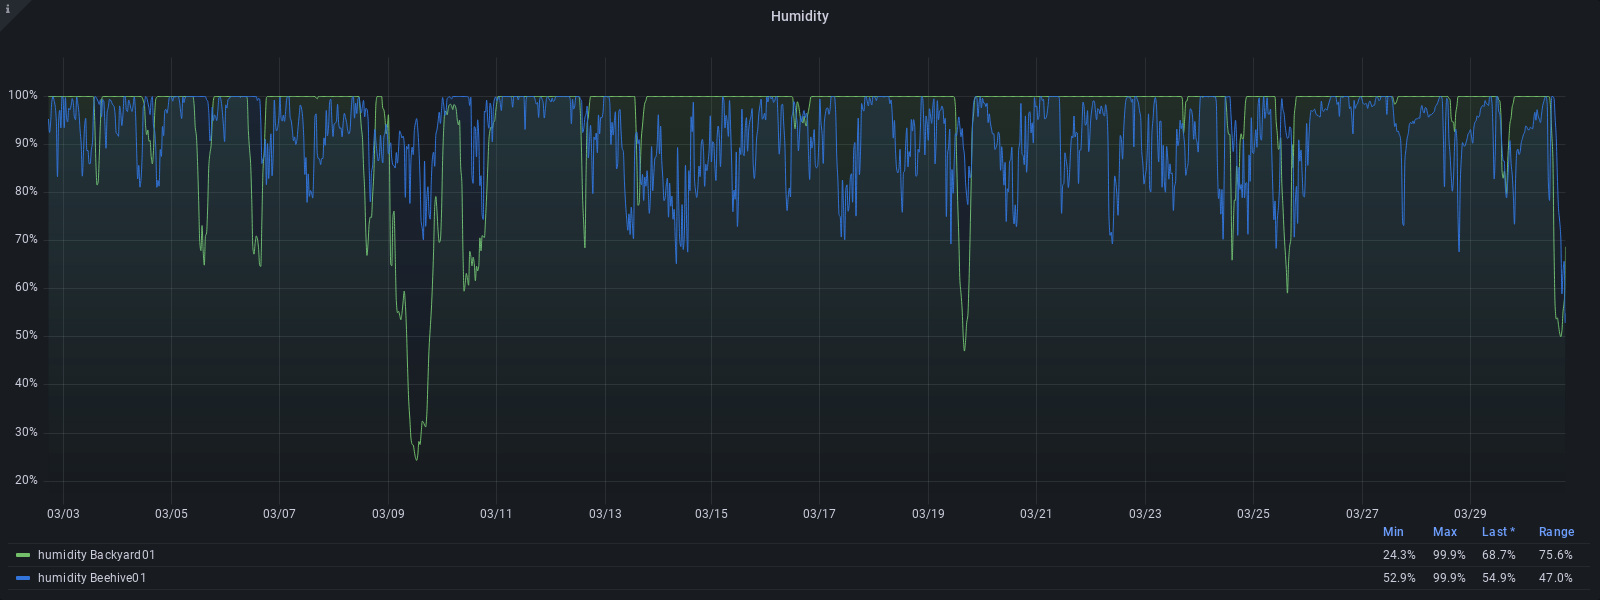 i
Humidity
100%
90%
80%
70%
60%
50%
40%
30%
20%
03/03 03/05 03/07 03/09 03/11 03/13 03/15 03/17 03/19 03/21 03/23 03/25 03/27 03/29
Min Max Last * Range
humidity Backyard01 24.3% 99.9% 68.7% 75.6%
humidity Beehive01 52.9% 99.9% 54.9% 47.0%